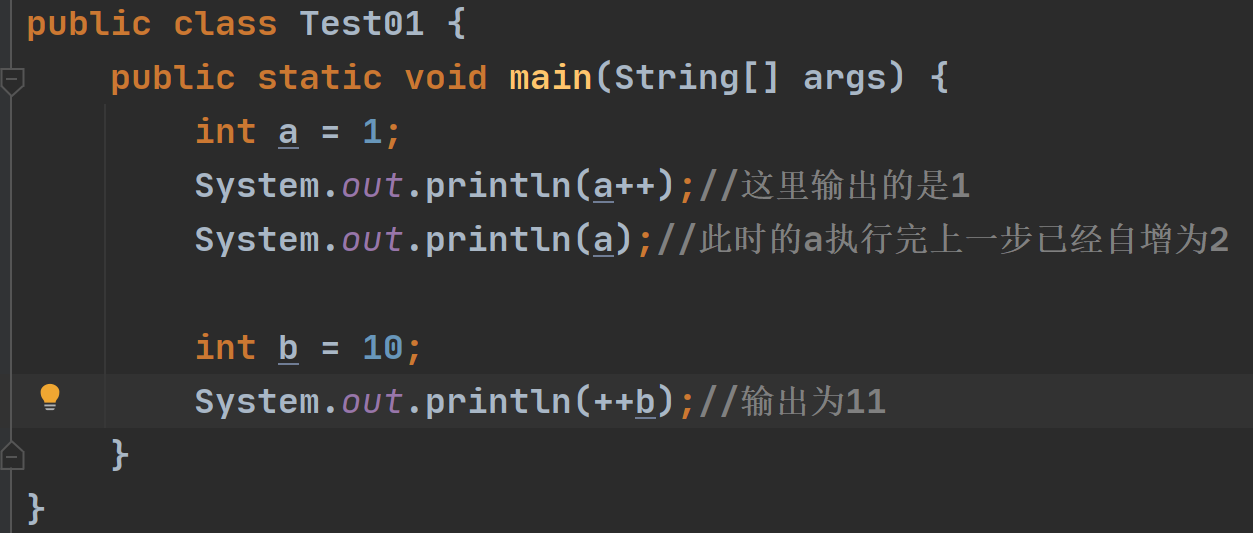 public class Test01 {
public static void main(String[] args) {
int a = 1;
System.out.println(a++);//这里输出的是1
System.out.println(a);//此时的a执行完上一步已经自增为2
int b = 10;
System.out.println(++b);//输出为11
}
}